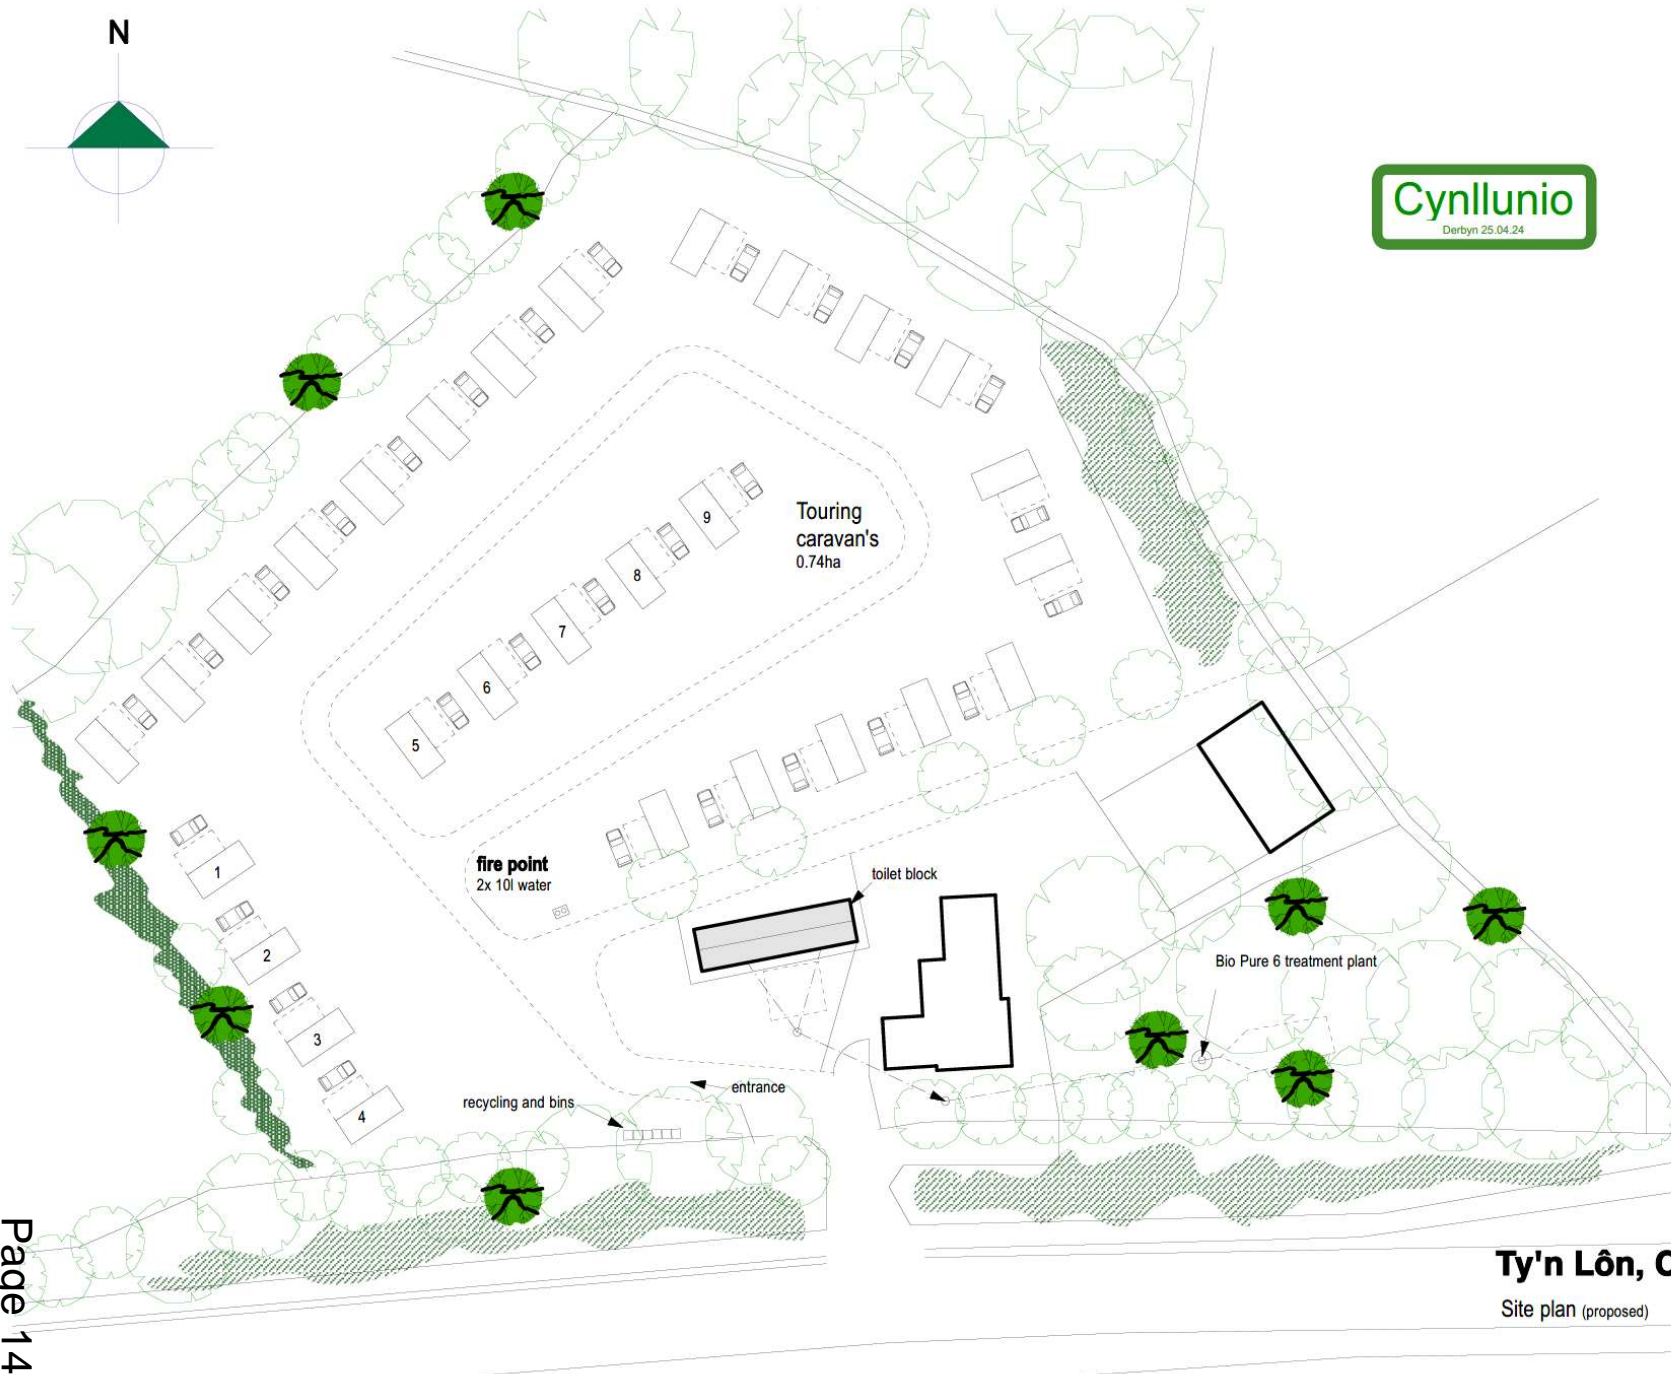 N
Cynllunio
Derbyn 25.04.24
Touring
caravan's
0.74ha
9
8
7
6
5
1
2
3
4
fire point
2x 10l water
toilet block
Bio Pure 6 treatment plant
entrance
recycling and bins
Ty'n Lôn, C
Site plan (proposed)
Page 14